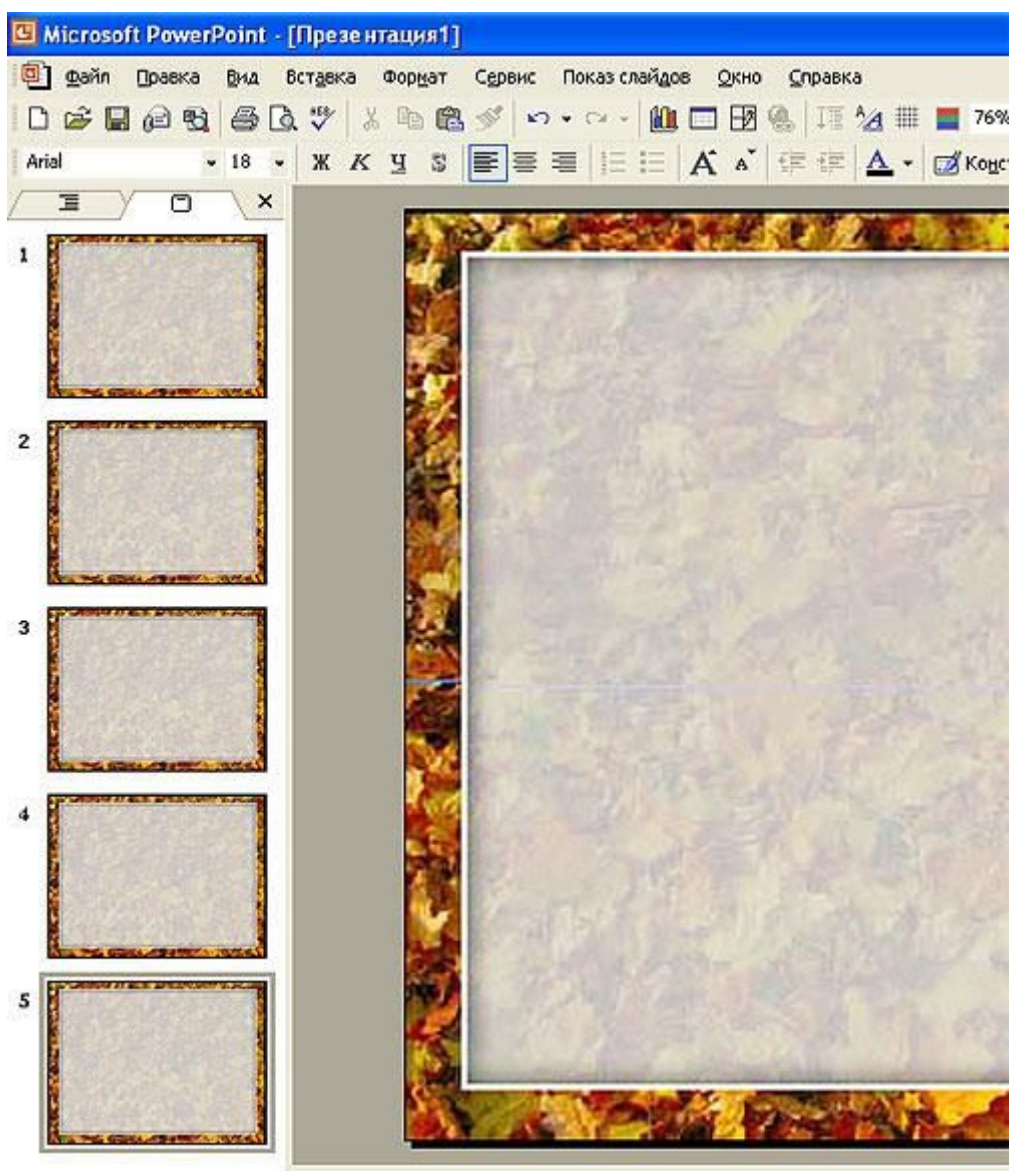 Microsoft PowerPoint - [Презентация1]
Файл Правка Вид Вставка Формат Сервис Показ слайдов Окно Справка
76%
Arial 18 Ж К Ч S А А А Конст
1
2
3
4
5